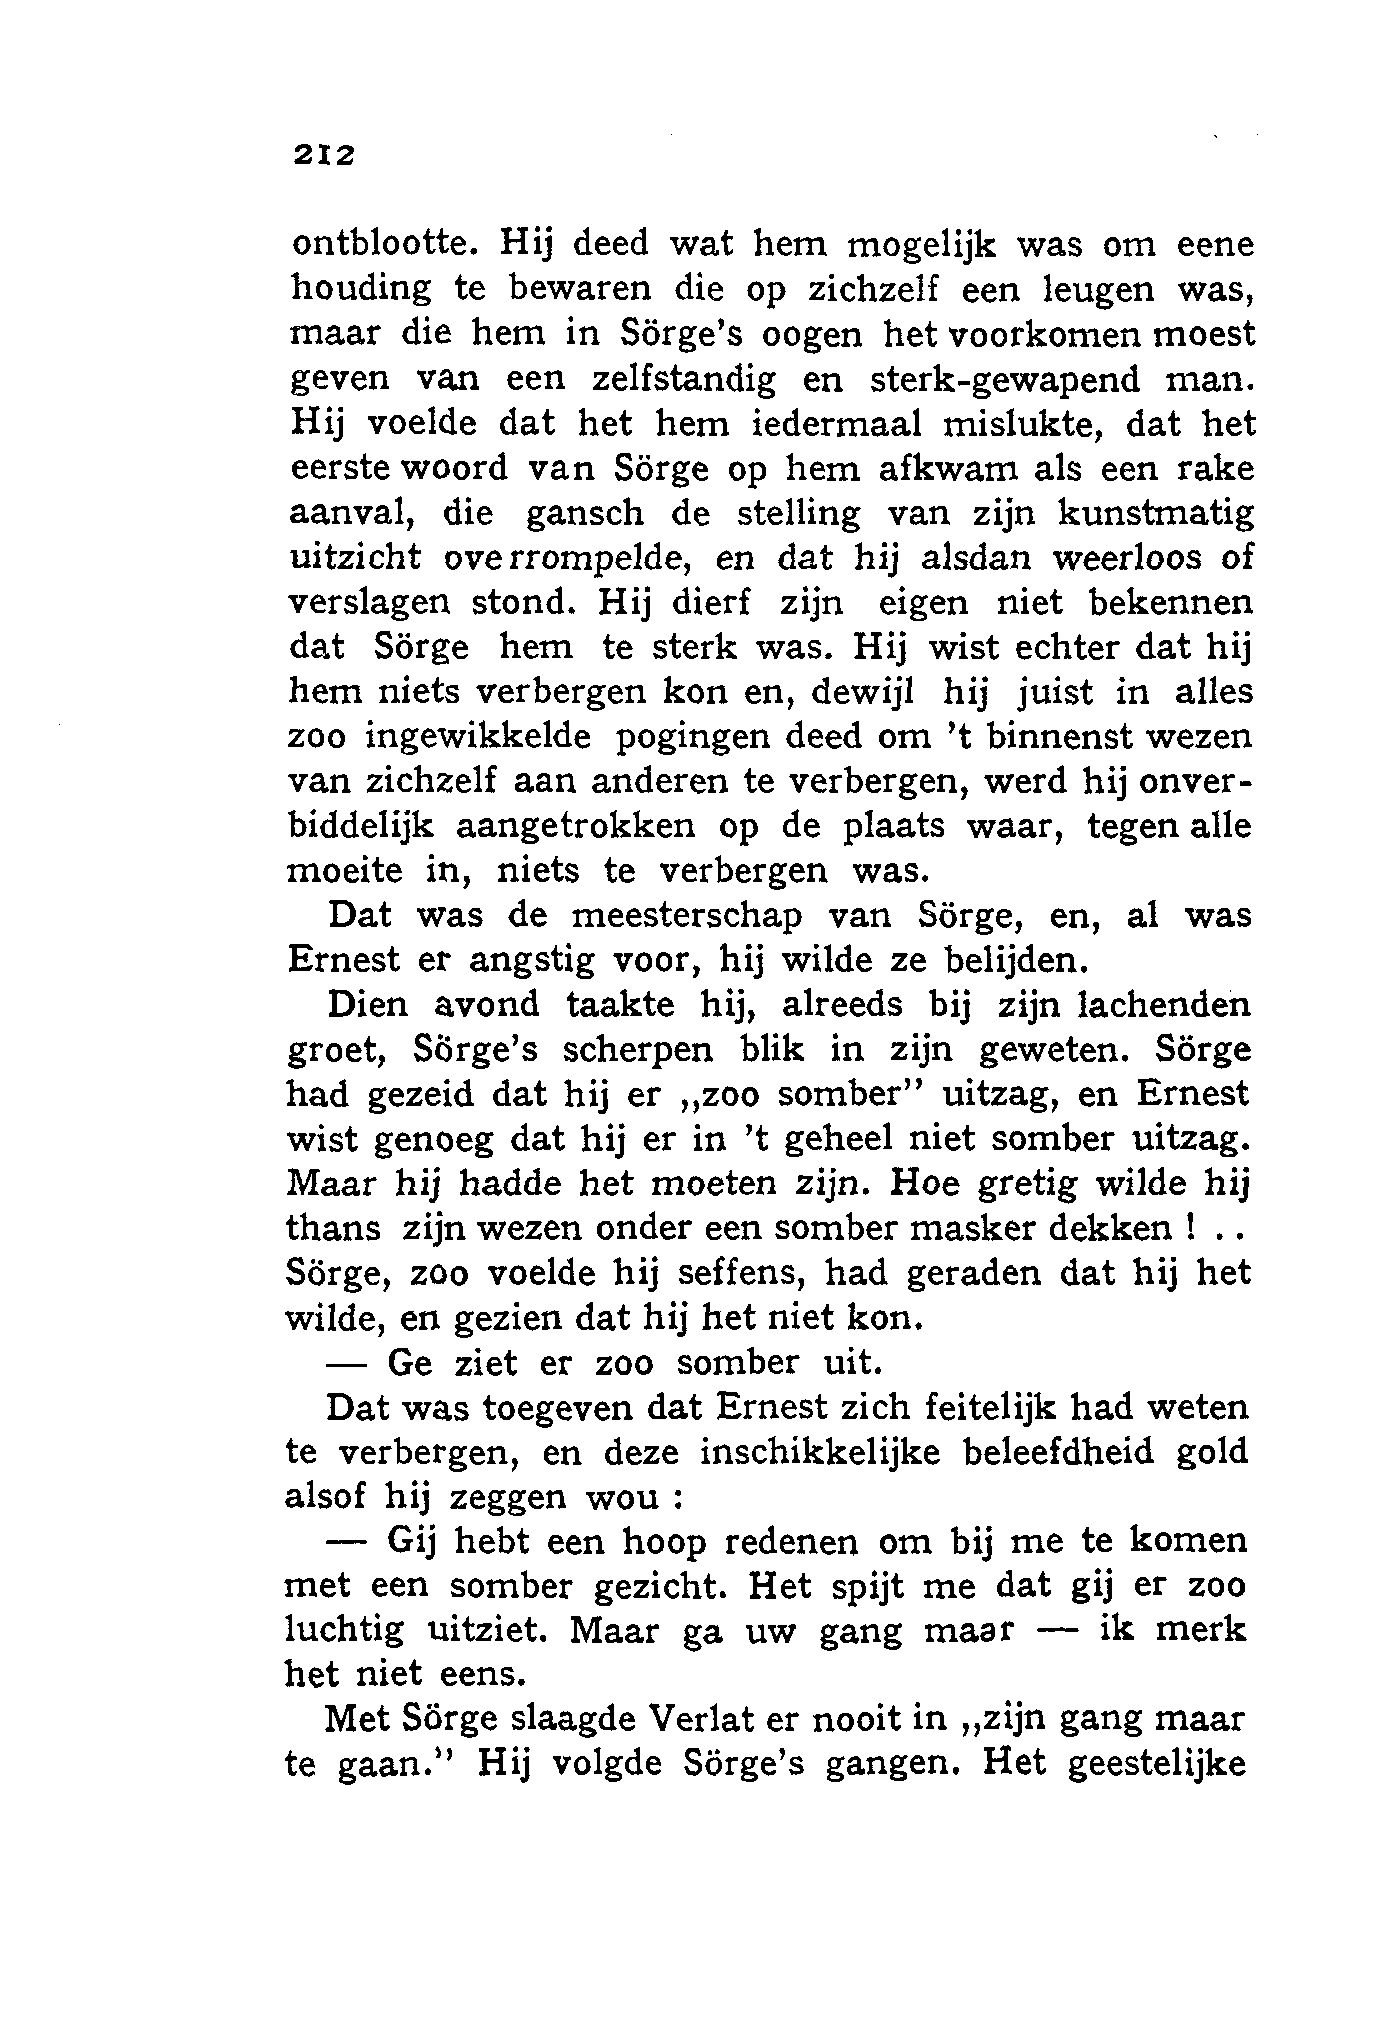 212
ontblootte. Hij deed wat hem mogelijk was om eene
houding te bewaren die op zichzelf een leugen was,
maar die hem in Sörge's oogen het voorkomen moest
geven van een zelfstandig en sterk-gewapend man.
Hij voelde dat het hem iedermaal mislukte, dat het
eerste woord van Sörge op hem afkwam als een rake
aanval, die gansch de stelling van zijn kunstmatig
uitzicht overrompelde, en dat hij alsdan weerloos of
verslagen stond. Hij dierf zijn eigen niet bekennen
dat Sörge hem te sterk was. Hij wist echter dat hij
hem niets verbergen kon en, dewijl hij juist in alles
zoo ingewikkelde pogingen deed om 't binnenst wezen
van zichzelf aan anderen te verbergen, werd hij onver-
biddelijk aangetrokken op de plaats waar, tegen alle
moeite in, niets te verbergen was.
Dat was de meesterschap van Sörge, en, al was
Ernest er angstig voor, hij wilde ze belijden.
Dien avond taakte hij, alreeds bij zijn lachenden
groet, Sörge's scherpen blik in zijn geweten. Sörge
had gezeid dat hij er „zoo somber” uitzag, en Ernest
wist genoeg dat hij er in 't geheel niet somber uitzag.
Maar hij hadde het moeten zijn. Hoe gretig wilde hij
thans zijn wezen onder een somber masker dekken ! . .
Sörge, zoo voelde hij seffens, had geraden dat hij het
wilde, en gezien dat hij het niet kon.
— Ge ziet er zoo somber uit.
Dat was toegeven dat Ernest zich feitelijk had weten
te verbergen, en deze inschikkelijke beleefdheid gold
alsof hij zeggen wou :
— Gij hebt een hoop redenen om bij me te komen
met een somber gezicht. Het spijt me dat gij er zoo
luchtig uitziet. Maar ga uw gang maar — ik merk
het niet eens.
Met Sörge slaagde Verlat er nooit in „zijn gang maar
te gaan.” Hij volgde Sörge's gangen. Het geestelijke